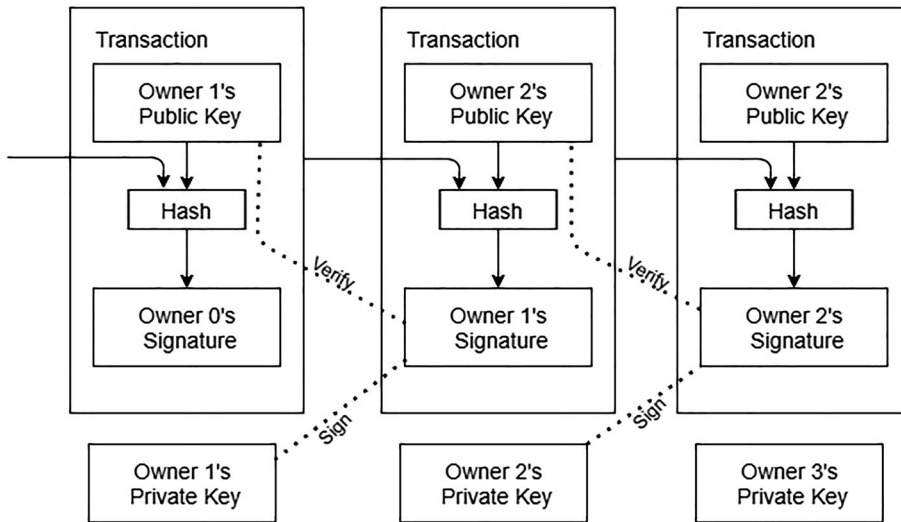 Transaction
Transaction
Transaction
Owner 1's
Public Key
Owner 2's
Public Key
Owner 2's
Public Key
Hash
Hash
Hash
Verify
Verify
Owner 0's
Signature
Owner 1's
Signature
Owner 2's
Signature
Sign
Sign
Owner 1's
Private Key
Owner 2's
Private Key
Owner 3's
Private Key